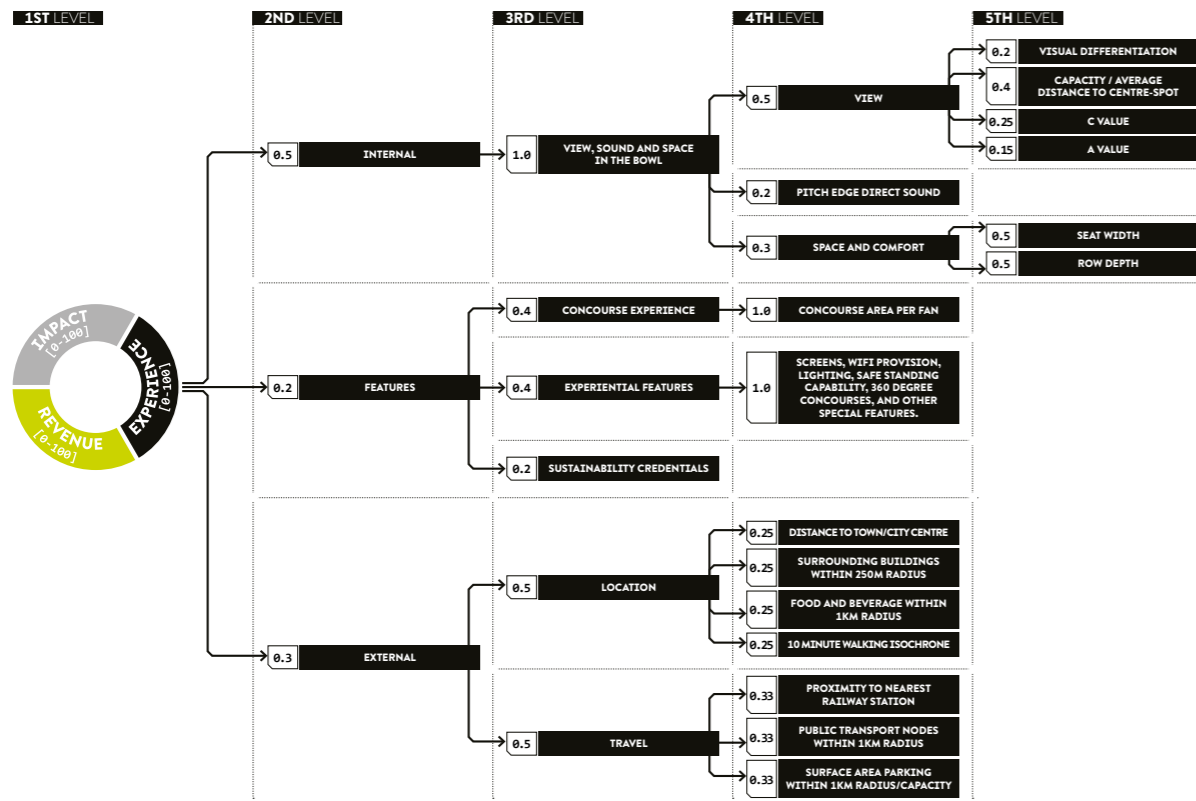 1ST LEVEL
2ND LEVEL
3RD LEVEL
4TH LEVEL
5TH LEVEL
IMPACT
[0-100]
EXPERIENCE
[0-100]
REVENUE
[0-100]
0.5
INTERNAL
1.0
VIEW, SOUND AND SPACE
IN THE BOWL
0.5
VIEW
0.2
VISUAL DIFFERENTIATION
0.4
CAPACITY / AVERAGE
DISTANCE TO CENTRE-SPOT
0.25
C VALUE
0.15
A VALUE
0.2
PITCH EDGE DIRECT SOUND
0.3
SPACE AND COMFORT
0.5
SEAT WIDTH
0.5
ROW DEPTH
0.2
FEATURES
0.4
CONCOURSE EXPERIENCE
1.0
CONCOURSE AREA PER FAN
0.4
EXPERIENTIAL FEATURES
1.0
SCREENS, WIFI PROVISION,
LIGHTING, SAFE STANDING
CAPABILITY, 360 DEGREE
CONCOURSES, AND OTHER
SPECIAL FEATURES.
0.2
SUSTAINABILITY CREDENTIALS
0.3
EXTERNAL
0.5
LOCATION
0.25
DISTANCE TO TOWN/CITY CENTRE
0.25
SURROUNDING BUILDINGS
WITHIN 250M RADIUS
0.25
FOOD AND BEVERAGE WITHIN
1KM RADIUS
0.25
10 MINUTE WALKING ISOCHRONE
0.5
TRAVEL
0.33
PROXIMITY TO NEAREST
RAILWAY STATION
0.33
PUBLIC TRANSPORT NODES
WITHIN 1KM RADIUS
0.33
SURFACE AREA PARKING
WITHIN 1KM RADIUS/CAPACITY